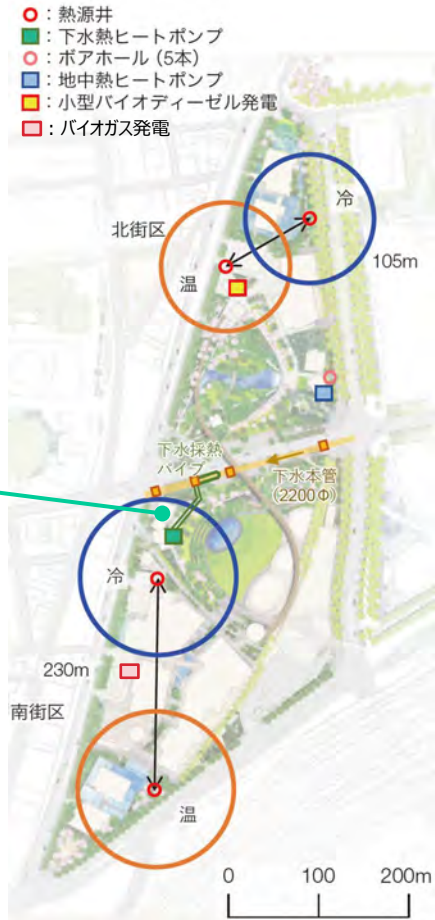 ：熱源井
：下水熱ヒートポンプ
：ボアホール (5本)
：地中熱ヒートポンプ
：小型バイオディーゼル発電
：バイオガス発電
冷
北街区
105m
温
下水採熱
パイプ
下水本管
(2200Φ)
冷
230m
南街区
温
0 100 200m